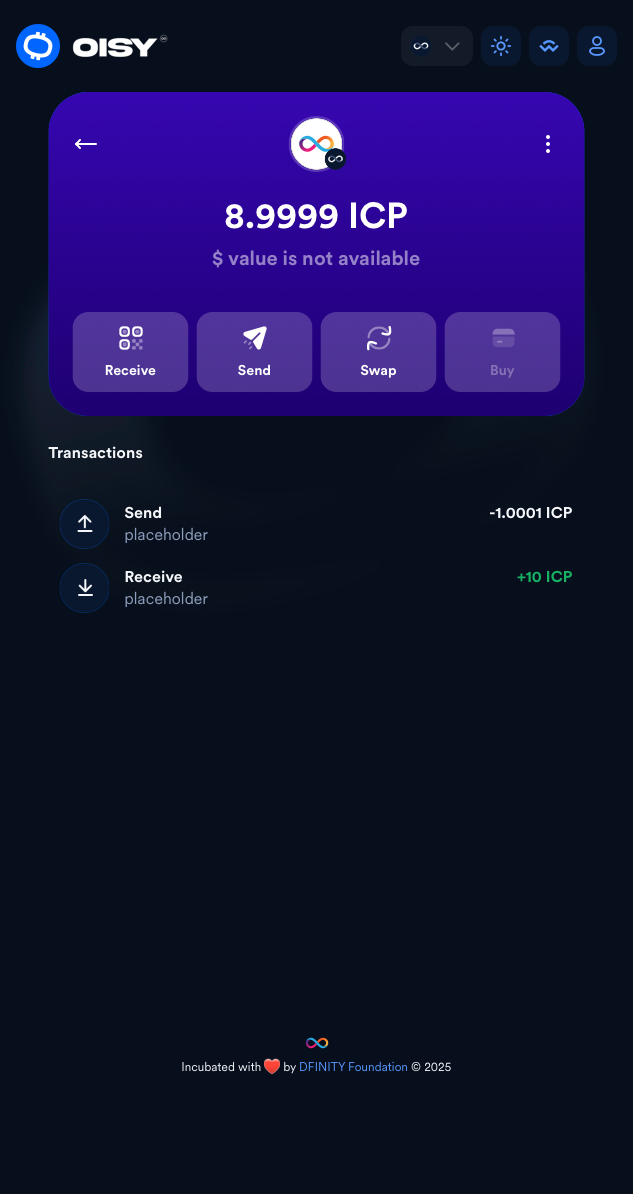 OISY
8.9999 ICP
$ value is not available
Receive
Send
Swap
Buy
Transactions
Send
-1.0001 ICP
placeholder
Receive
+10 ICP
placeholder
Incubated with ❤️ by DFINITY Foundation © 2025